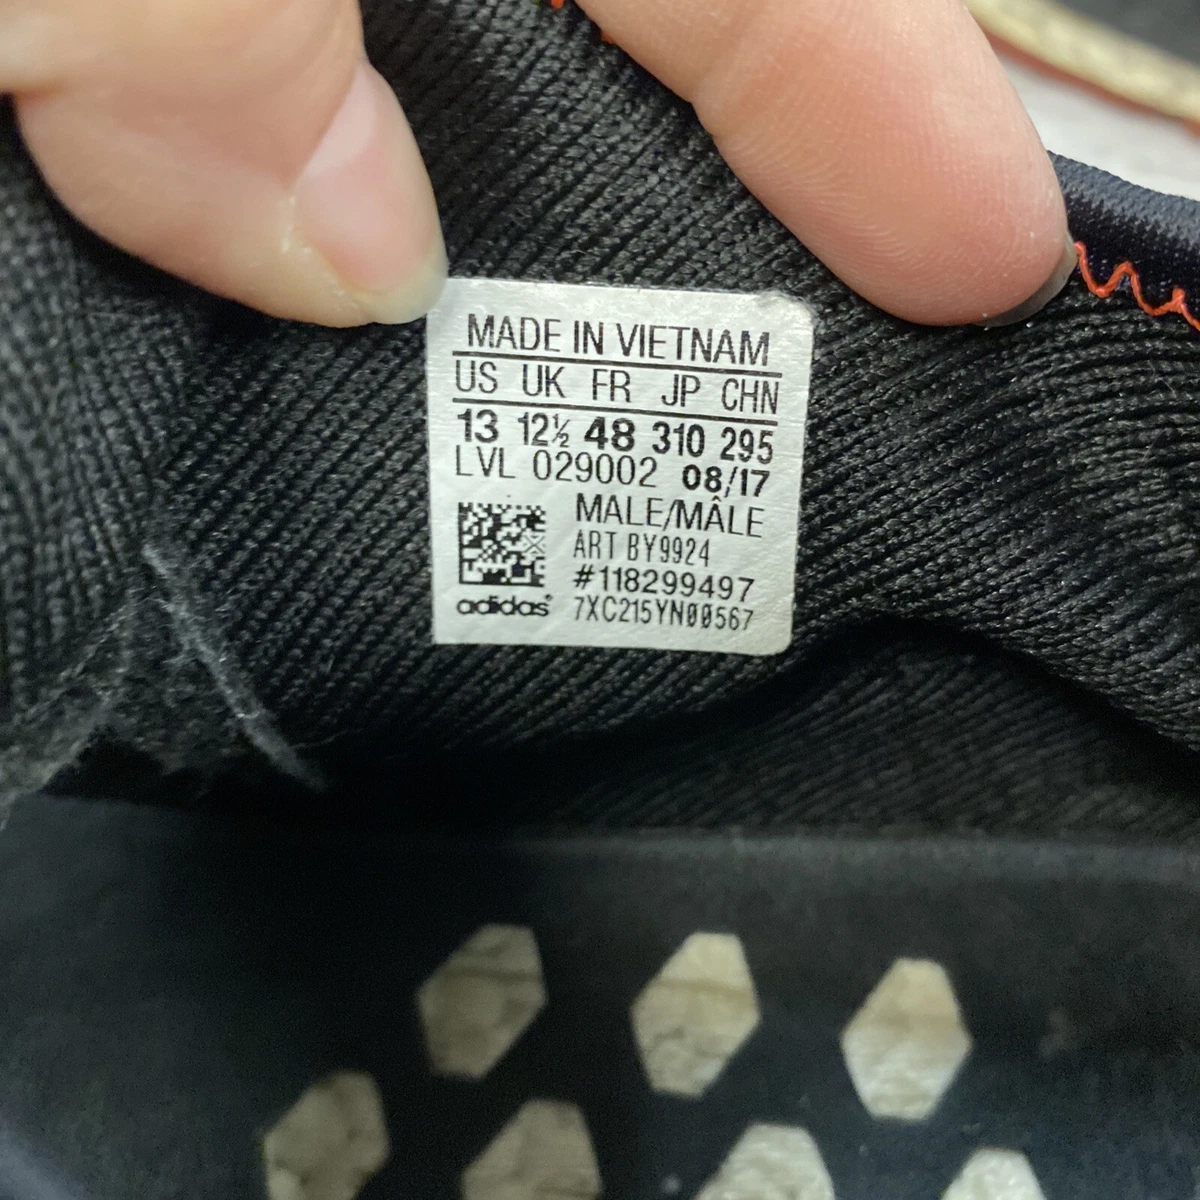 MADE IN VIETNAM
US UK FR JP CHN
13 12½ 48 310 295
LVL 029002 08/17
MALE/MÂLE
ART BY9924
#118299497
adidas® 7XC215YN00567